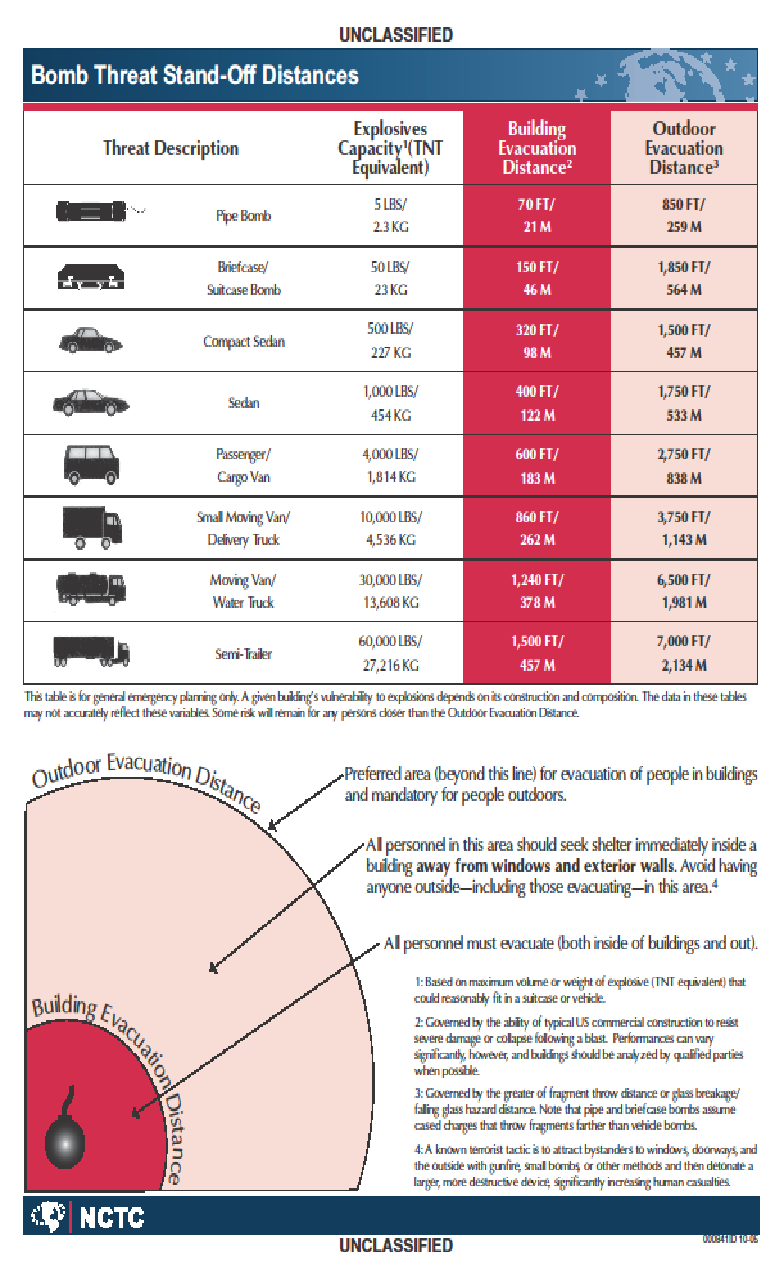 UNCLASSIFIED
Bomb Threat Stand-Off Distances
Threat Description
Explosives
Capacity¹(TNT
Equivalent)
Building
Evacuation
Distance²
Outdoor
Evacuation
Distance³
Pipe Bomb
5 LBS/
2.3 KG
70 FT/
21 M
850 FT/
259 M
Briefcase/
Suitcase Bomb
50 LBS/
23 KG
150 FT/
46 M
1,850 FT/
564 M
Compact Sedan
500 LBS/
227 KG
320 FT/
98 M
1,500 FT/
457 M
Sedan
1,000 LBS/
454 KG
400 FT/
122 M
1,750 FT/
533 M
Passenger/
Cargo Van
4,000 LBS/
1,814 KG
600 FT/
183 M
2,750 FT/
838 M
Small Moving Van/
Delivery Truck
10,000 LBS/
4,536 KG
860 FT/
262 M
3,750 FT/
1,143 M
Moving Van/
Water Truck
30,000 LBS/
13,608 KG
1,240 FT/
378 M
6,500 FT/
1,981 M
Semi-Trailer
60,000 LBS/
27,216 KG
1,500 FT/
457 M
7,000 FT/
2,134 M
This table is for general emergency planning only. A given building's vulnerability to explosions depends on its construction and composition. The data in these tables
may not accurately reflect these variables. Some risk will remain for any persons closer than the Outdoor Evacuation Distance.
Outdoor Evacuation Distance
Preferred area (beyond this line) for evacuation of people in buildings
and mandatory for people outdoors.
All personnel in this area should seek shelter immediately inside a
building away from windows and exterior walls. Avoid having
anyone outside—including those evacuating—in this area.⁴
All personnel must evacuate (both inside of buildings and out).
Building Evacuation Distance
1: Based on maximum volume or weight of explosive (TNT equivalent) that
could reasonably fit in a suitcase or vehicle.
2: Governed by the ability of typical US commercial construction to resist
severe damage or collapse following a blast. Performances can vary
significantly, however, and buildings should be analyzed by qualified parties
when possible.
3: Governed by the greater of fragment throw distance or glass breakage/
falling glass hazard distance. Note that pipe and briefcase bombs assume
cased charges that throw fragments farther than vehicle bombs.
4: A known terrorist tactic is to attract bystanders to windows, doorways, and
the outside with gunfire, small bombs, or other methods and then detonate a
larger, more destructive device, significantly increasing human casualties.
NCTC
UNCLASSIFIED